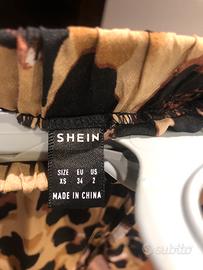 SHEIN
SIZE EU US
XS 34 2
MADE IN CHINA
subito